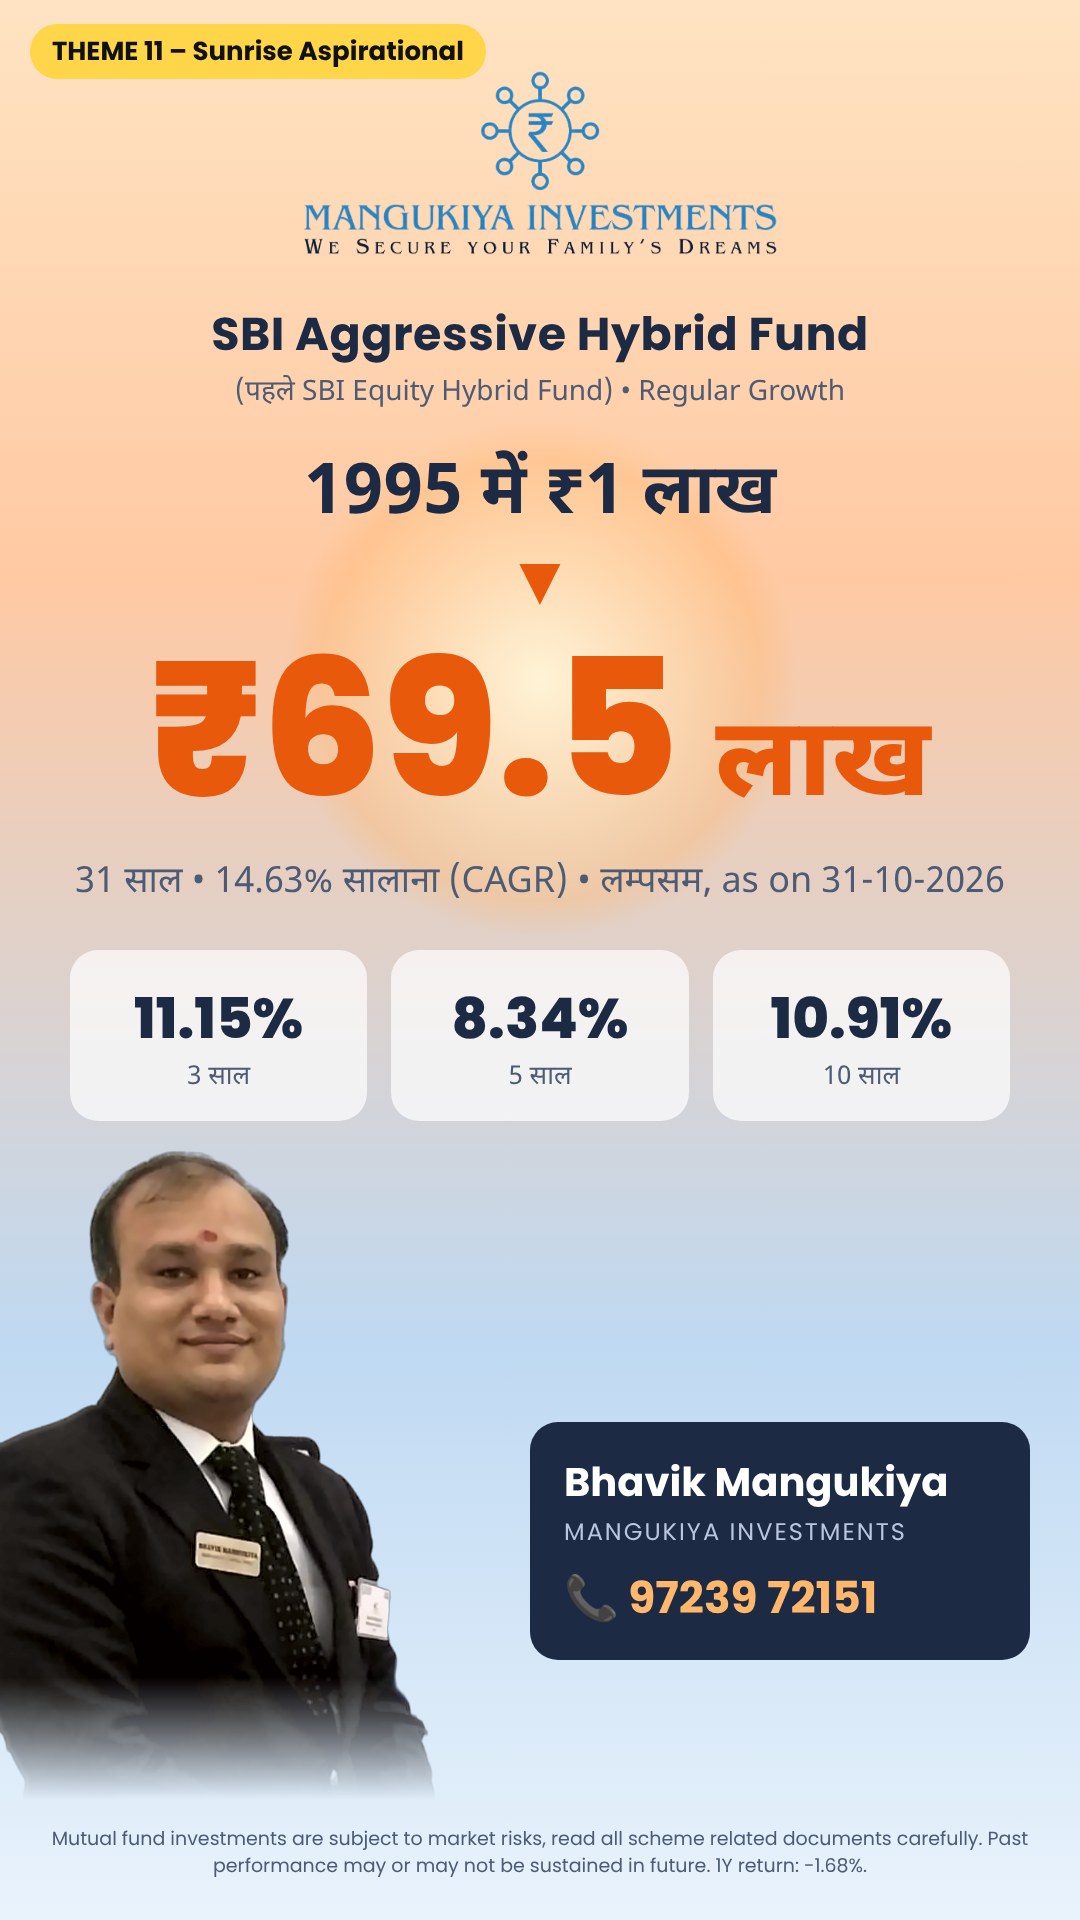 THEME 11 – Sunrise Aspirational
₹
MANGUKIYA INVESTMENTS
WE SECURE YOUR FAMILY'S DREAMS
SBI Aggressive Hybrid Fund
(पहले SBI Equity Hybrid Fund) • Regular Growth
1995 में ₹1 लाख
▼
₹69.5 लाख
31 साल • 14.63% सालाना (CAGR) • लम्पसम, as on 31-10-2026
11.15%
3 साल
8.34%
5 साल
10.91%
10 साल
BHAVIK MANGUKIYA
Bhavik Mangukiya
MANGUKIYA INVESTMENTS
📞 97239 72151
Mutual fund investments are subject to market risks, read all scheme related documents carefully. Past
performance may or may not be sustained in future. 1Y return: -1.68%.